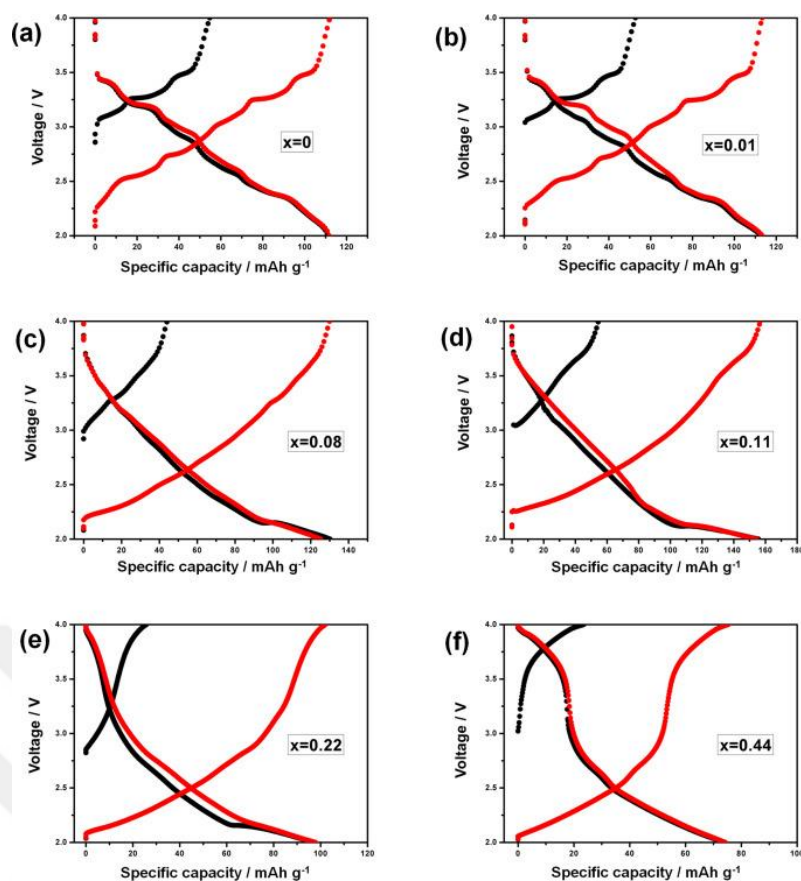 (a)
4.0
3.5
3.0
2.5
2.0
Voltage / V
x=0
0 20 40 60 80 100 120
Specific capacity / mAh g⁻¹
(b)
4.0
3.5
3.0
2.5
2.0
Voltage / V
x=0.01
0 20 40 60 80 100 120
Specific capacity / mAh g⁻¹
(c)
4.0
3.5
3.0
2.5
2.0
Voltage / V
x=0.08
0 20 40 60 80 100 120 140
Specific capacity / mAh g⁻¹
(d)
4.0
3.5
3.0
2.5
2.0
Voltage / V
x=0.11
0 20 40 60 80 100 120 140 160 180
Specific capacity / mAh g⁻¹
(e)
4.0
3.5
3.0
2.5
2.0
Voltage / V
x=0.22
0 20 40 60 80 100 120
Specific capacity / mAh g⁻¹
(f)
4.0
3.5
3.0
2.5
2.0
Voltage / V
x=0.44
0 20 40 60 80 100
Specific capacity / mAh g⁻¹